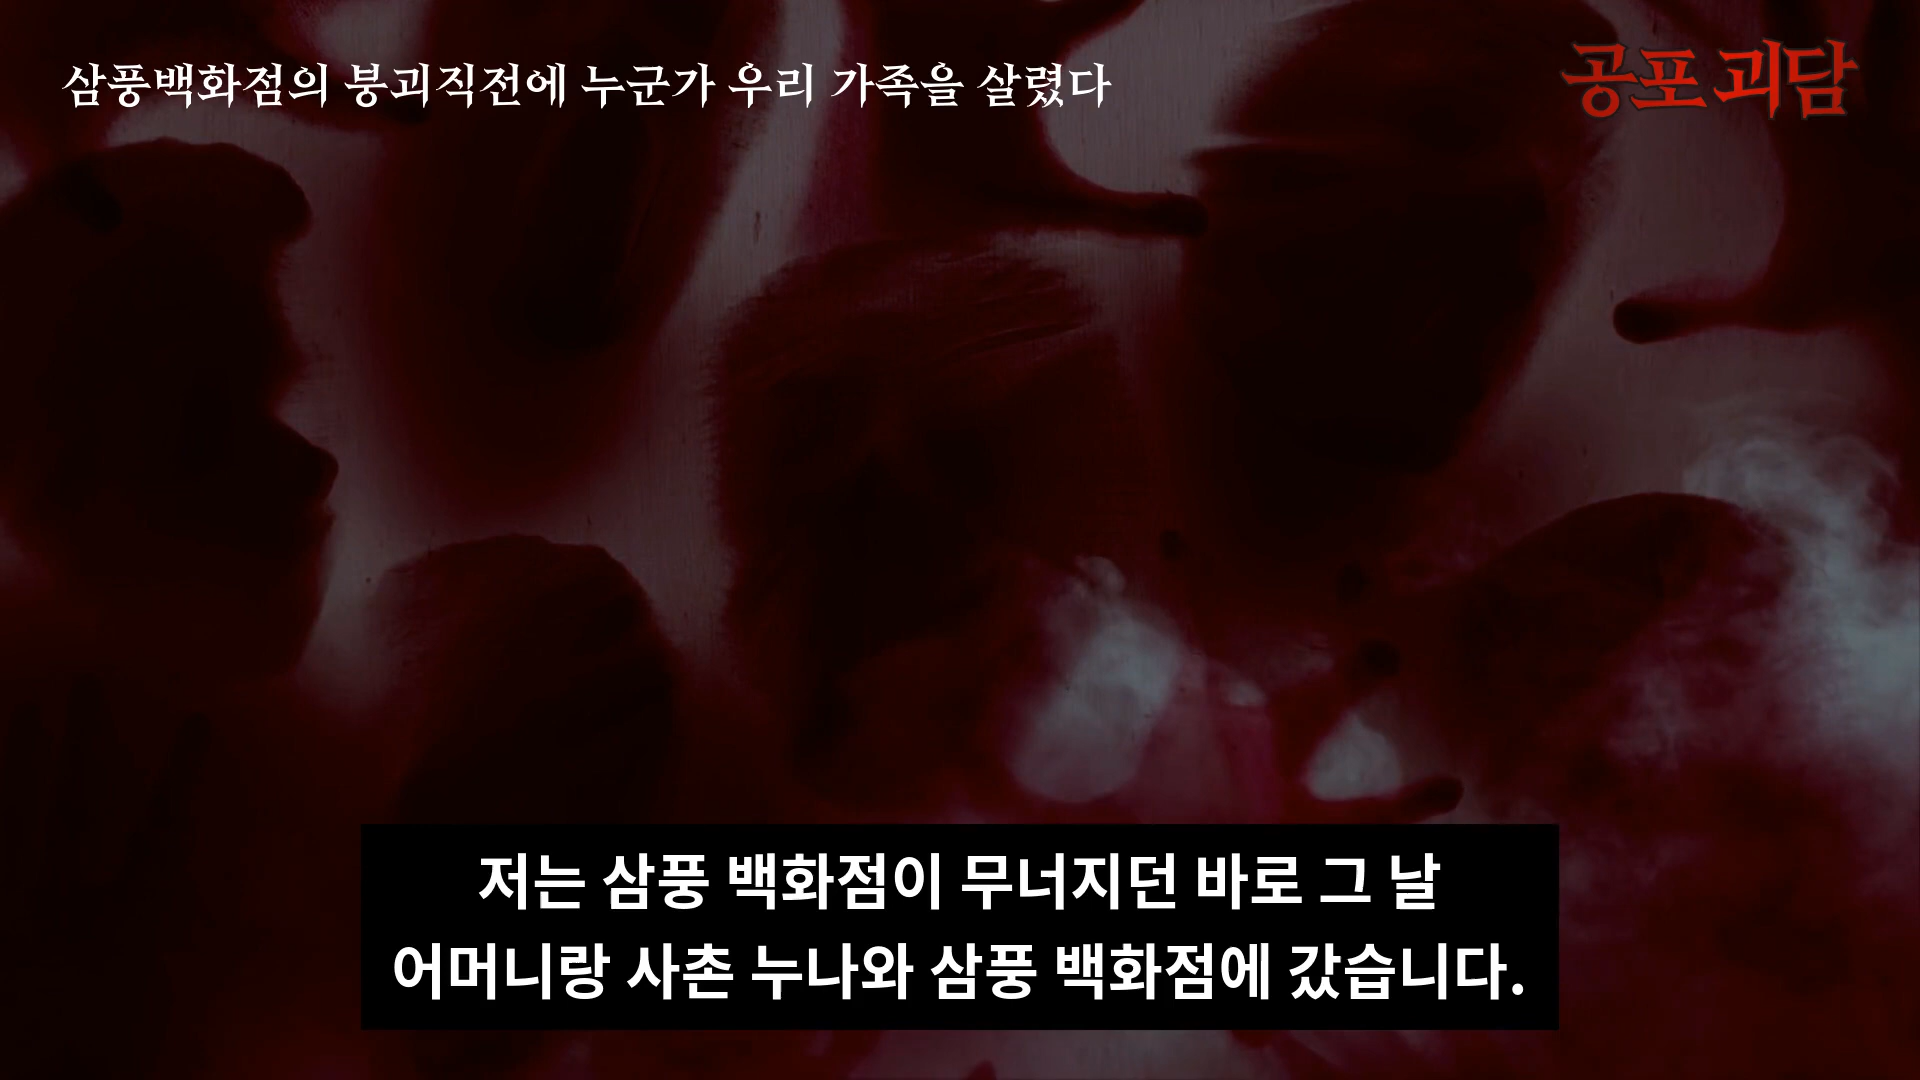 삼풍백화점의 붕괴직전에 누군가 우리 가족을 살렸다
공포 괴담
저는 삼풍 백화점이 무너지던 바로 그 날
어머니랑 사촌 누나와 삼풍 백화점에 갔습니다.